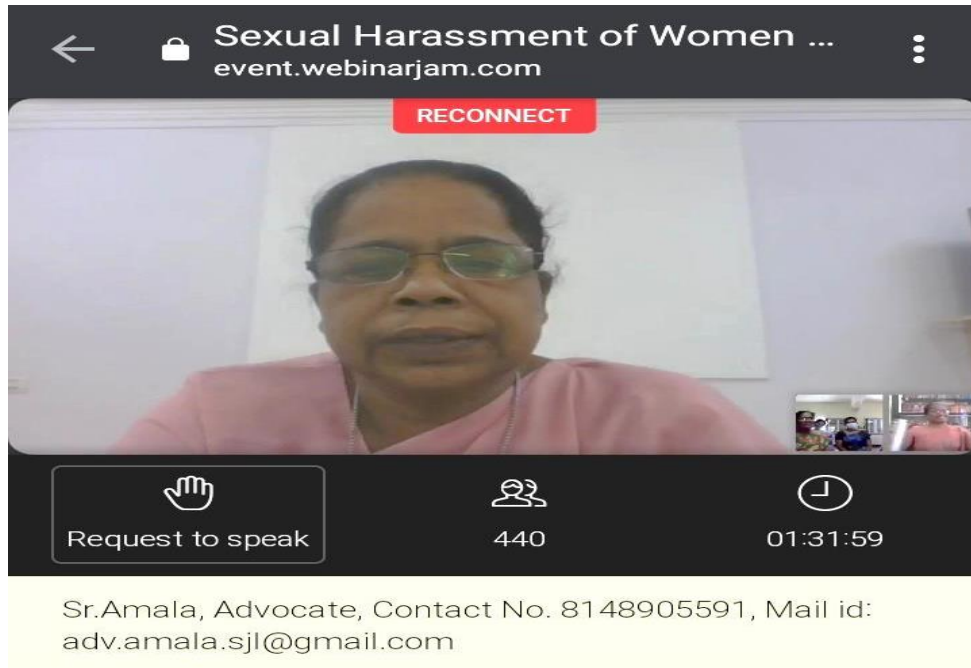 Sexual Harassment of Women ...
event.webinarjam.com
RECONNECT
Request to speak
440
01:31:59
Sr.Amala, Advocate, Contact No. 8148905591, Mail id:
adv.amala.sjl@gmail.com